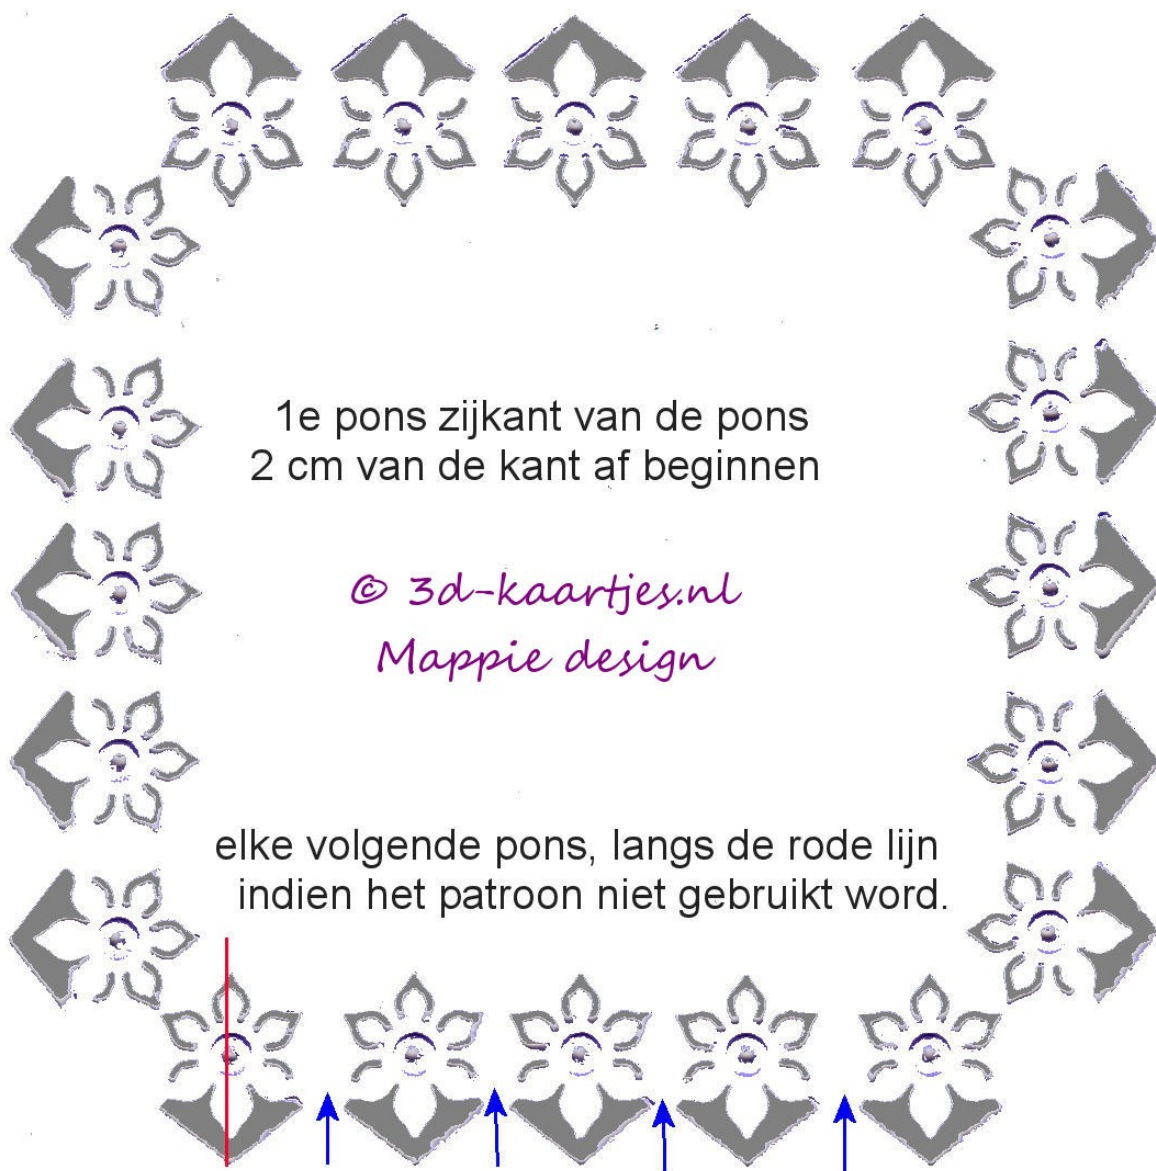 1e pons zijkant van de pons
2 cm van de kant af beginnen
© 3d-kaartjes.nl
Mappie design
elke volgende pons, langs de rode lijn
indien het patroon niet gebruikt word.